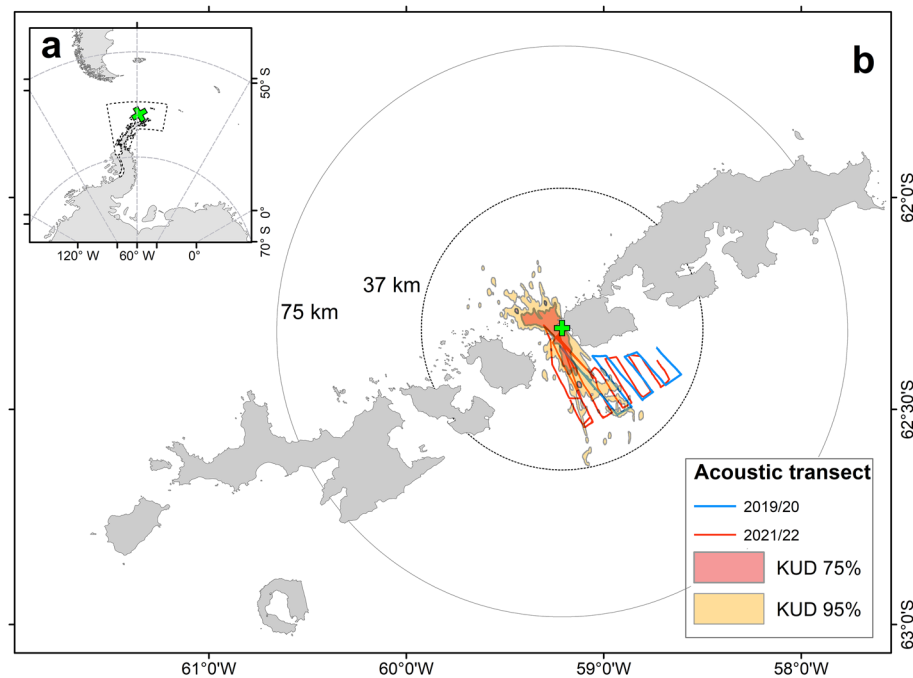 a
b
50° S
0°
70° S
120° W
60° W
0°
37 km
75 km
62°0'S
62°30'S
63°0'S
Acoustic transect
2019/20
2021/22
KUD 75%
KUD 95%
61°0'W
60°0'W
59°0'W
58°0'W